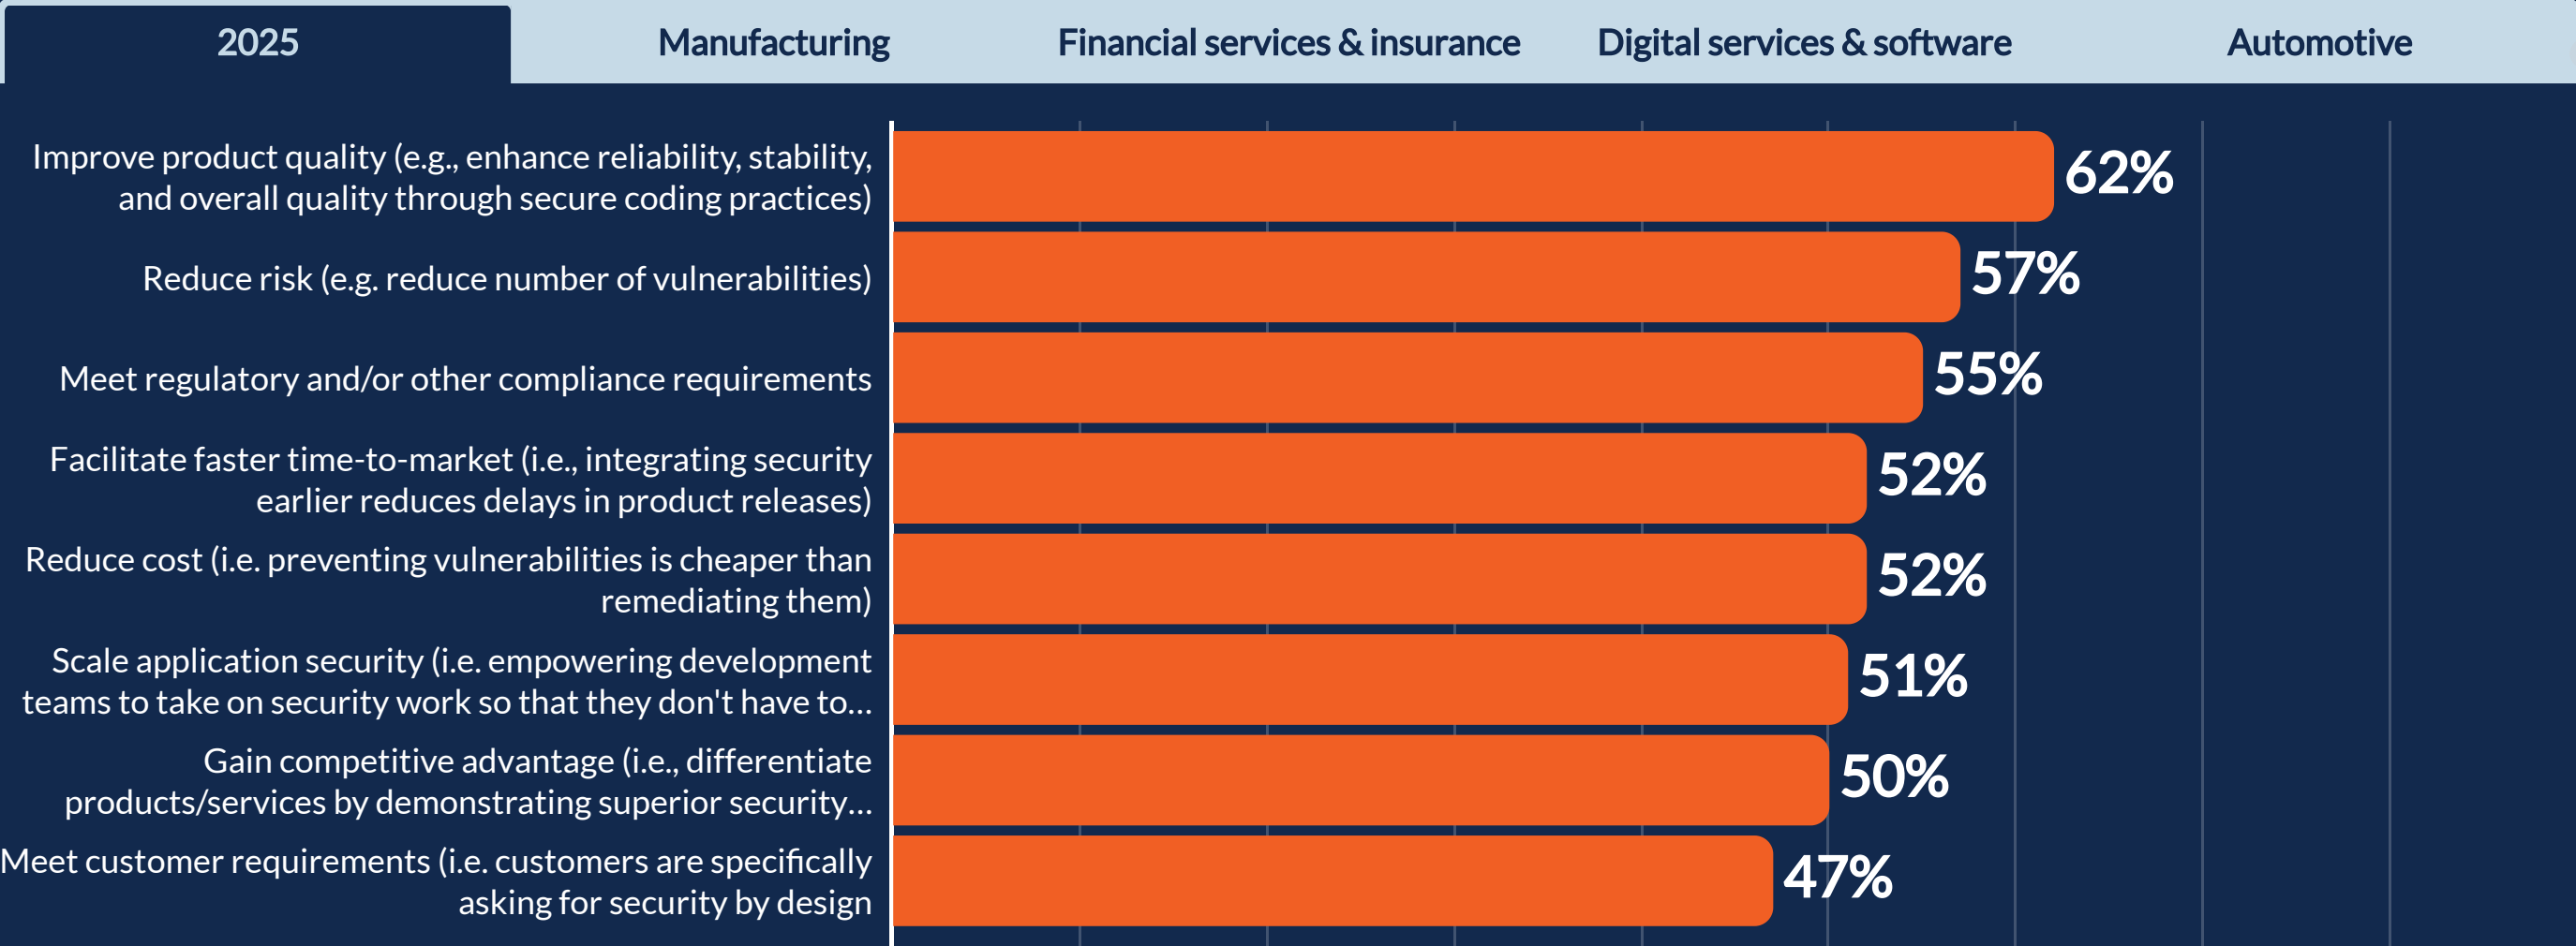 2025
Manufacturing
Financial services & insurance
Digital services & software
Automotive
Improve product quality (e.g., enhance reliability, stability,
and overall quality through secure coding practices)
62%
Reduce risk (e.g. reduce number of vulnerabilities)
57%
Meet regulatory and/or other compliance requirements
55%
Facilitate faster time-to-market (i.e., integrating security
earlier reduces delays in product releases)
52%
Reduce cost (i.e. preventing vulnerabilities is cheaper than
remediating them)
52%
Scale application security (i.e. empowering development
teams to take on security work so that they don't have to...
51%
Gain competitive advantage (i.e., differentiate
products/services by demonstrating superior security...
50%
Meet customer requirements (i.e. customers are specifically
asking for security by design
47%